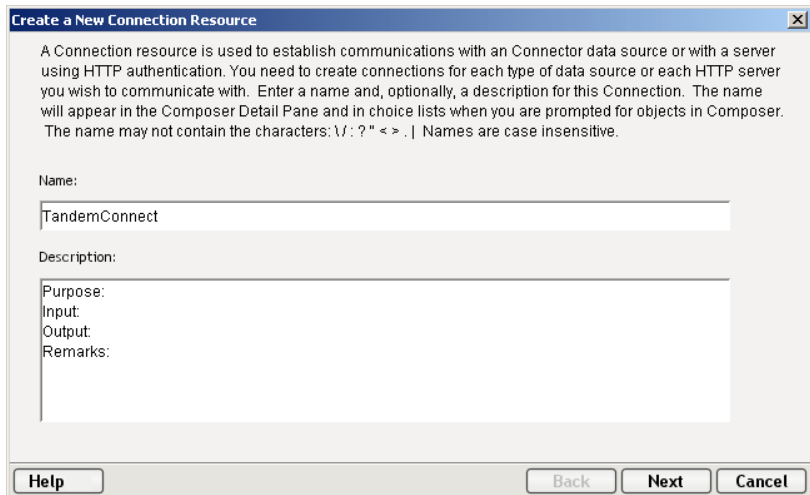 Create a New Connection Resource
A Connection resource is used to establish communications with an Connector data source or with a server
using HTTP authentication. You need to create connections for each type of data source or each HTTP server
you wish to communicate with.  Enter a name and, optionally, a description for this Connection.  The name
will appear in the Composer Detail Pane and in choice lists when you are prompted for objects in Composer.
The name may not contain the characters: \ / : ? " < > . |  Names are case insensitive.
Name:
TandemConnect
Description:
Purpose:
Input:
Output:
Remarks:
Help Back Next Cancel